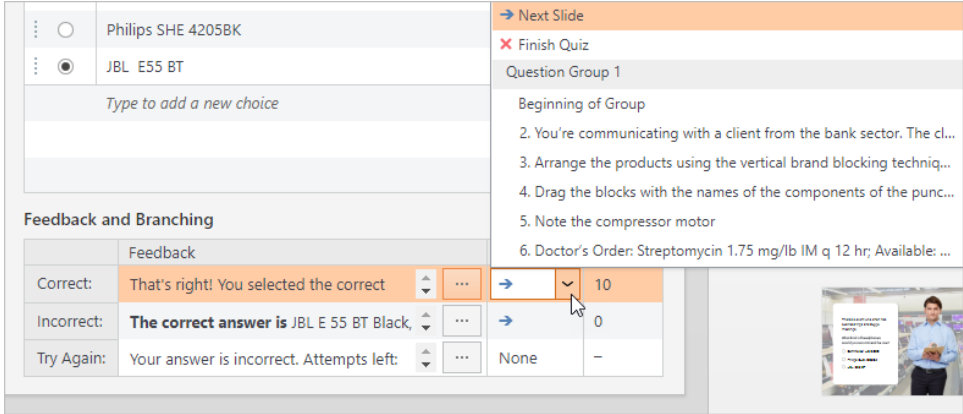 Philips SHE 4205BK
JBL E55 BT
Type to add a new choice
→ Next Slide
✕ Finish Quiz
Question Group 1
Beginning of Group
2. You're communicating with a client from the bank sector. The cl...
3. Arrange the products using the vertical brand blocking techniq...
4. Drag the blocks with the names of the components of the punc...
5. Note the compressor motor
6. Doctor's Order: Streptomycin 1.75 mg/lb IM q 12 hr; Available: ...
Feedback and Branching
Feedback
Correct: That's right! You selected the correct ... → 10
Incorrect: The correct answer is JBL E 55 BT Black, ... → 0
Try Again: Your answer is incorrect. Attempts left: ... None –